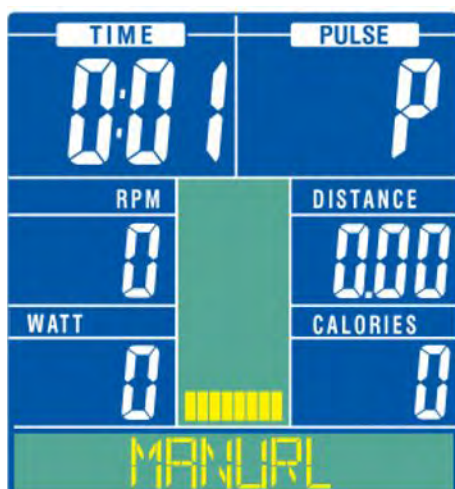 TIME PULSE
0:01 P
RPM DISTANCE
0 0.00
WATT CALORIES
0 0
MANUAL